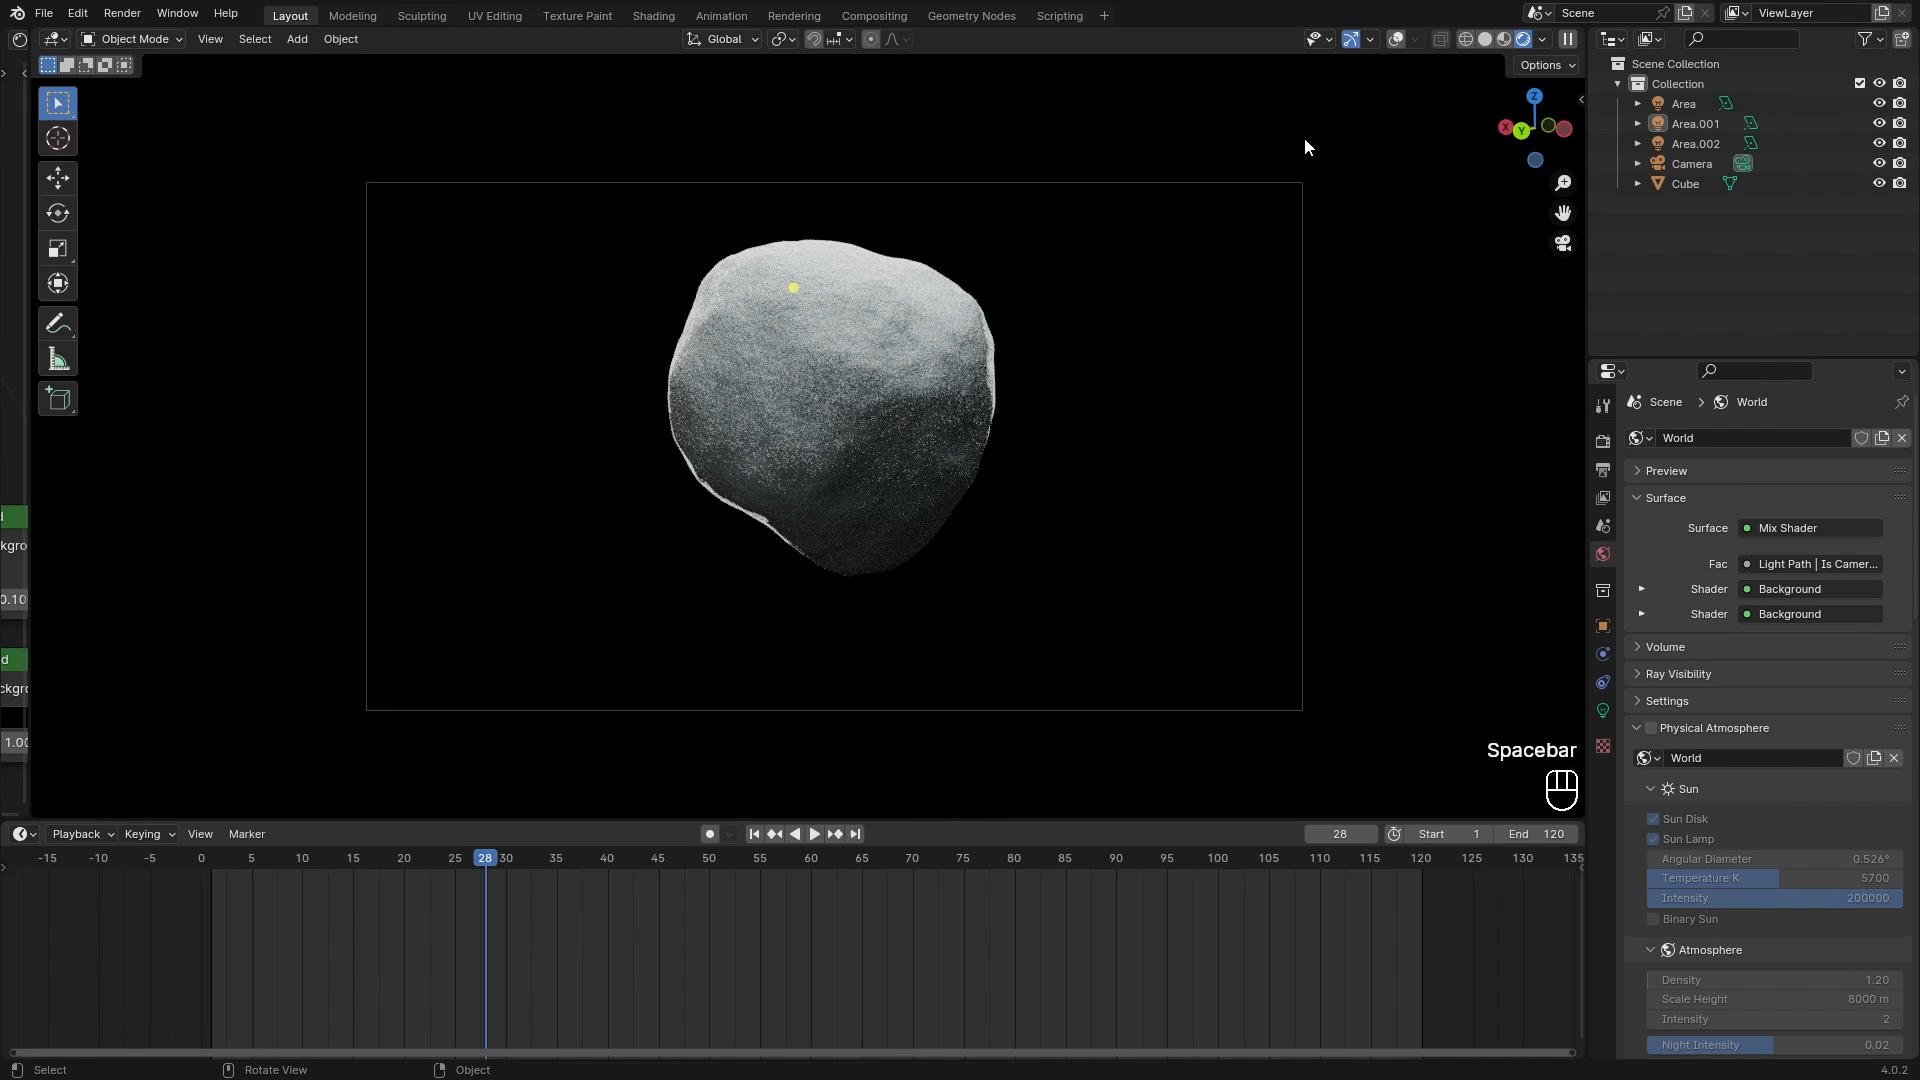 File Edit Render Window Help Layout Modeling Sculpting UV Editing Texture Paint Shading Animation Rendering Compositing Geometry Nodes Scripting + Scene ViewLayer
Object Mode View Select Add Object Global
Options
Scene Collection
Collection
Area
Area.001
Area.002
Camera
Cube
Z
X
Y
Scene > World
World
Preview
Surface
Surface Mix Shader
Fac Light Path | Is Camer...
Shader Background
Shader Background
Volume
Ray Visibility
Settings
Physical Atmosphere
World
Sun
Sun Disk
Sun Lamp
Angular Diameter 0.526°
Temperature K 5700
Intensity 200000
Binary Sun
Atmosphere
Density 1.20
Scale Height 8000 m
Intensity 2
Night Intensity 0.02
d
kgro
0.10
d
ckgr
1.00
Spacebar
Playback Keying View Marker 28 Start 1 End 120
-15 -10 -5 0 5 10 15 20 25 28 30 35 40 45 50 55 60 65 70 75 80 85 90 95 100 105 110 115 120 125 130 135
Select Rotate View Object 4.0.2